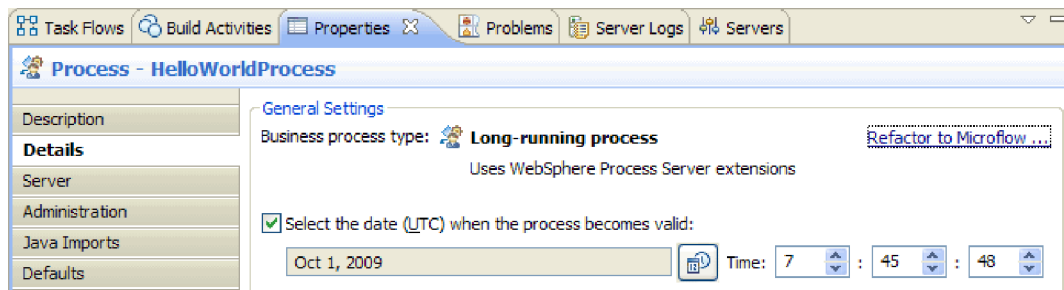 Task Flows Build Activities Properties Problems Server Logs Servers
Process - HelloWorldProcess
Description
Details
Server
Administration
Java Imports
Defaults
General Settings
Business process type: Long-running process Refactor to Microflow ...
Uses WebSphere Process Server extensions
Select the date (UTC) when the process becomes valid:
Oct 1, 2009 Time: 7 : 45 : 48